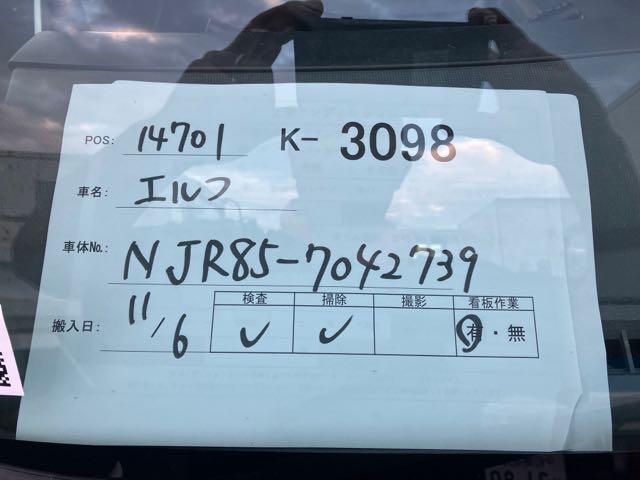 POS: 14701 K-3098
車名: エルフ
車体No.: NJR85-7042739
搬入日: 11/6
検査 掃除 撮影 看板作業
✓ ✓ 有・無